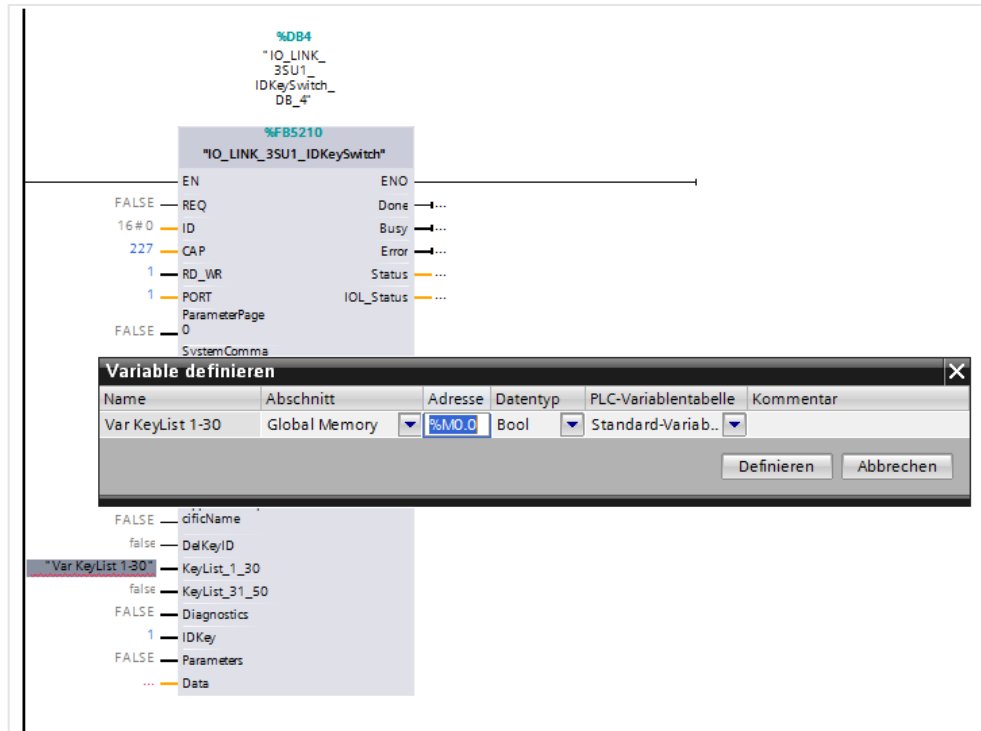 %DB4
"IO_LINK_
3SU1_
IDKeySwitch_
DB_4"
%FB5210
"IO_LINK_3SU1_IDKeySwitch"
EN ENO
FALSE REQ Done ...
16#0 ID Busy ...
227 CAP Error ...
1 RD_WR Status ...
1 PORT IOL_Status ...
ParameterPage
FALSE 0
SystemComma
Variable definieren
Name Abschnitt Adresse Datentyp PLC-Variablentabelle Kommentar
Var KeyList 1-30 Global Memory %M0.0 Bool Standard-Variab..
Definieren Abbrechen
FALSE cificName
false DelKeyID
"Var KeyList 1-30" KeyList_1_30
false KeyList_31_50
FALSE Diagnostics
1 IDKey
FALSE Parameters
... Data